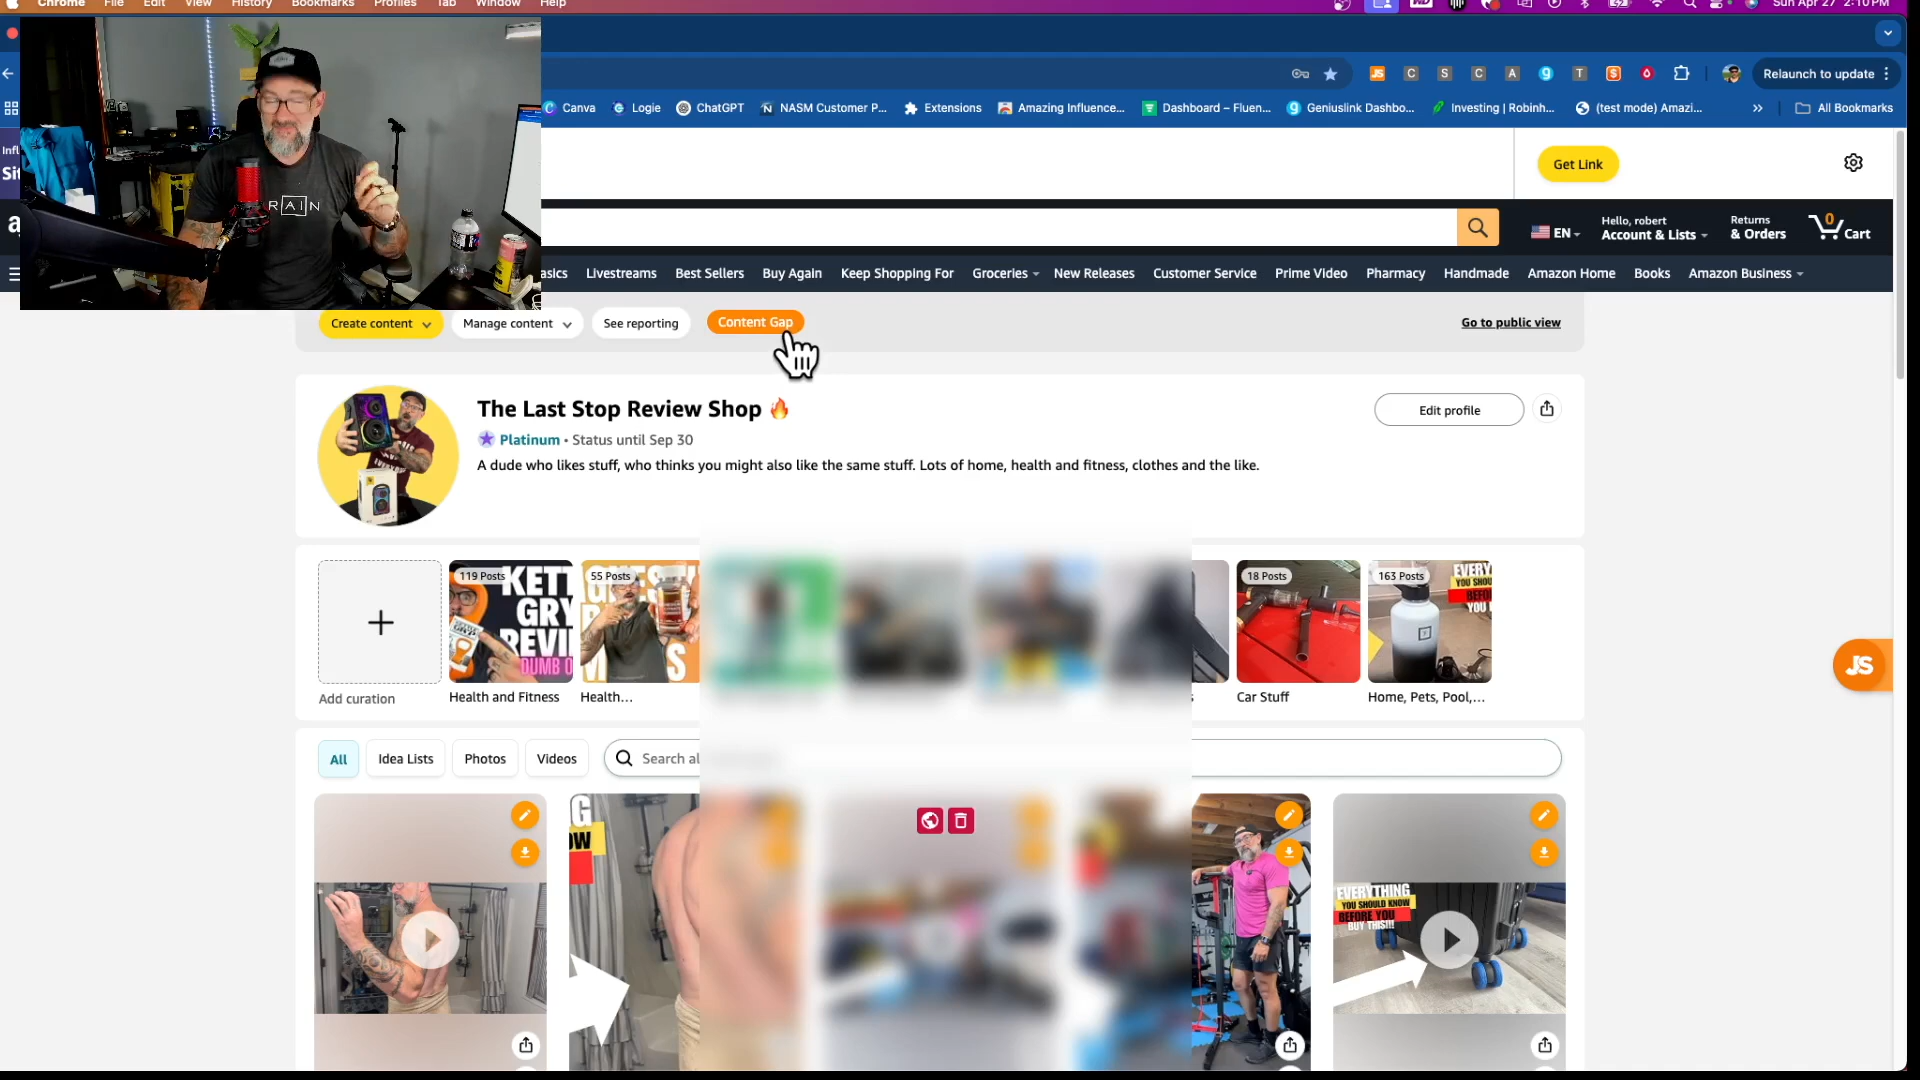 Chrome File Edit View History Bookmarks Profiles Tab Window Help
Sun Apr 27 2:10 PM
Relaunch to update
Canva Logie ChatGPT NASM Customer P... Extensions Amazing Influence... Dashboard – Fluen... Geniuslink Dashbo... Investing | Robinh... (test mode) Amazi... » All Bookmarks
Infl
Get Link
RAIN
EN
Hello, robert
Account & Lists
Returns
& Orders
0
Cart
asics Livestreams Best Sellers Buy Again Keep Shopping For Groceries New Releases Customer Service Prime Video Pharmacy Handmade Amazon Home Books Amazon Business
Create content Manage content See reporting Content Gap Go to public view
The Last Stop Review Shop 🔥
Edit profile
Platinum • Status until Sep 30
A dude who likes stuff, who thinks you might also like the same stuff. Lots of home, health and fitness, clothes and the like.
119 Posts
55 Posts
18 Posts
163 Posts
JS
Add curation
Health and Fitness
Health...
Car Stuff
Home, Pets, Pool,...
All Idea Lists Photos Videos Search al
EVERYTHING
YOU SHOULD KNOW
BEFORE YOU
BUY THIS!!!